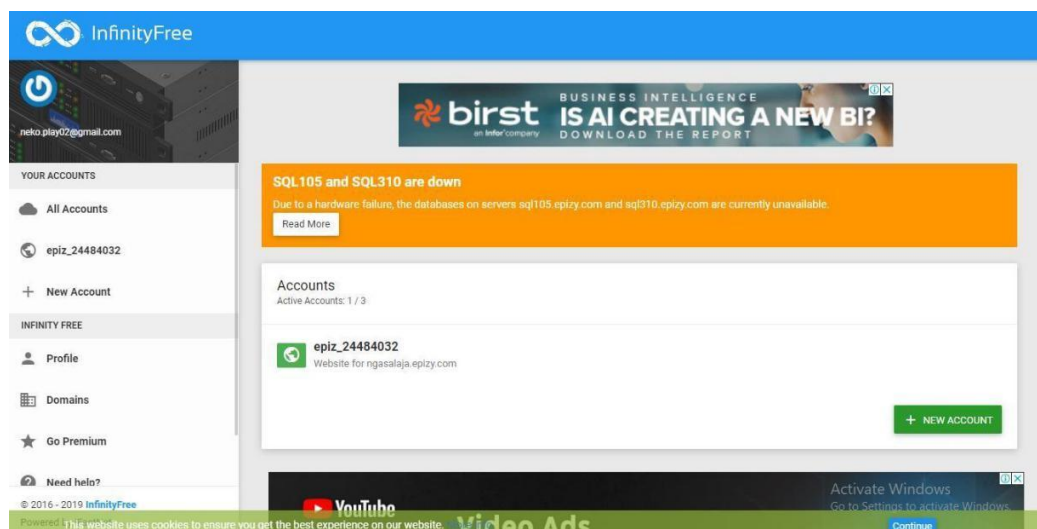 InfinityFree
neko.play02@gmail.com
YOUR ACCOUNTS
All Accounts
epiz_24484032
New Account
INFINITY FREE
Profile
Domains
Go Premium
Need help?
© 2016 - 2019 InfinityFree
Powered
birst
an Infor company
BUSINESS INTELLIGENCE
IS AI CREATING A NEW BI?
DOWNLOAD THE REPORT
SQL105 and SQL310 are down
Due to a hardware failure, the databases on servers sql105.epizy.com and sql310.epizy.com are currently unavailable.
Read More
Accounts
Active Accounts: 1 / 3
epiz_24484032
Website for ngasalaja.epizy.com
+ NEW ACCOUNT
YouTube
Video Ads
Activate Windows
Go to Settings to activate Windows.
This website uses cookies to ensure you get the best experience on our website.
Continue